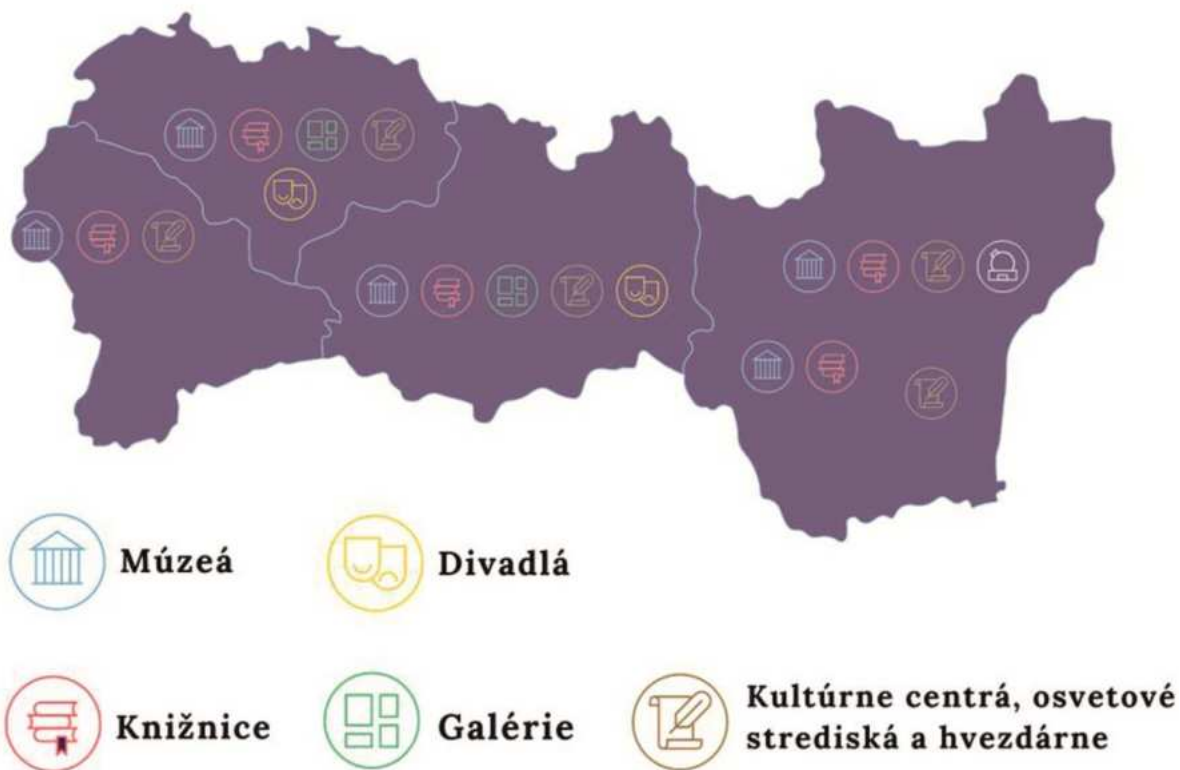 Múzeá
Divadlá
Knižnice
Galérie
Kultúrne centrá, osvetové
strediská a hvezdárne